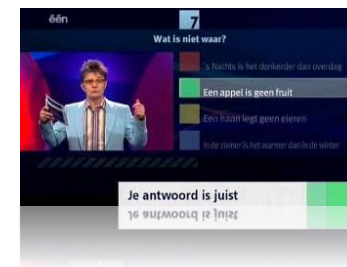 één
7
Wat is niet waar?
's Nachts is het donkerder dan overdag
Een appel is geen fruit
Een haan legt geen eieren
In de zomer is het warmer dan in de winter
Je antwoord is juist